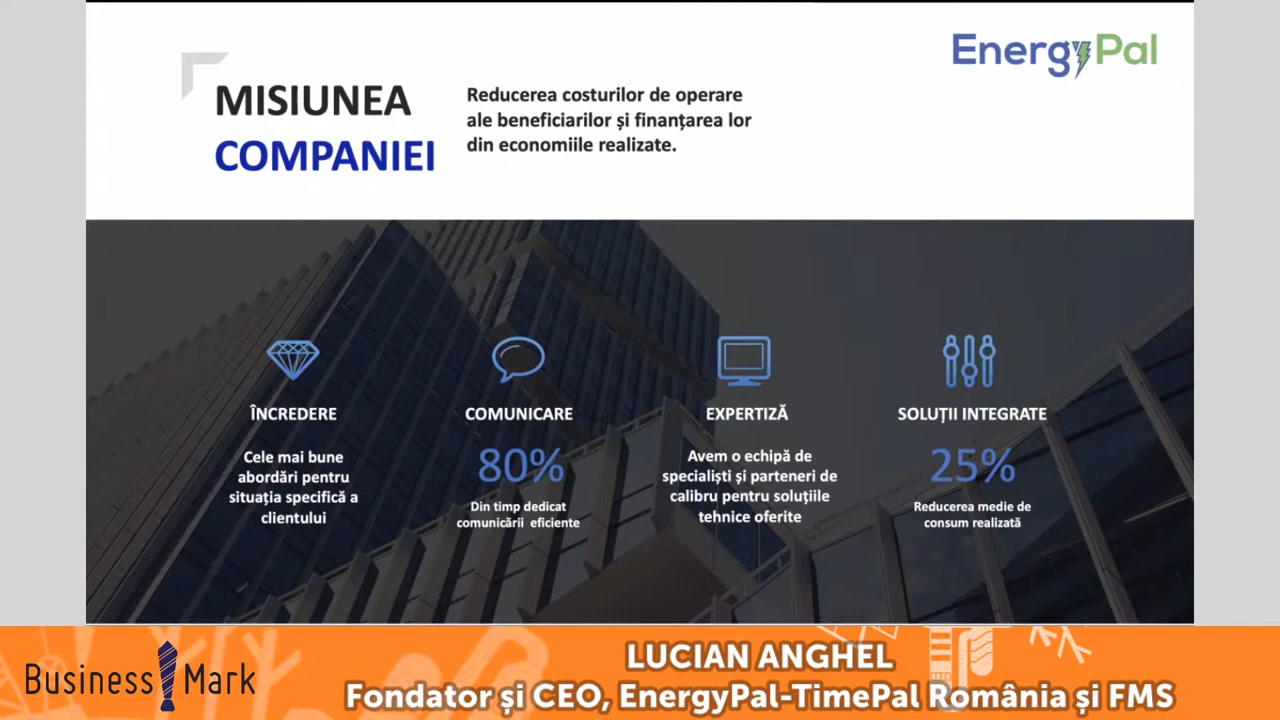 EnergyPal
MISIUNEA
COMPANIEI
Reducerea costurilor de operare
ale beneficiarilor și finanțarea lor
din economiile realizate.
ÎNCREDERE
Cele mai bune
abordări pentru
situația specifică a
clientului
COMUNICARE
80%
Din timp dedicat
comunicării eficiente
EXPERTIZĂ
Avem o echipă de
specialiști și parteneri de
calibru pentru soluțiile
tehnice oferite
SOLUȚII INTEGRATE
25%
Reducerea medie de
consum realizată
Business Mark
LUCIAN ANGHEL
Fondator și CEO, EnergyPal-TimePal România și FMS